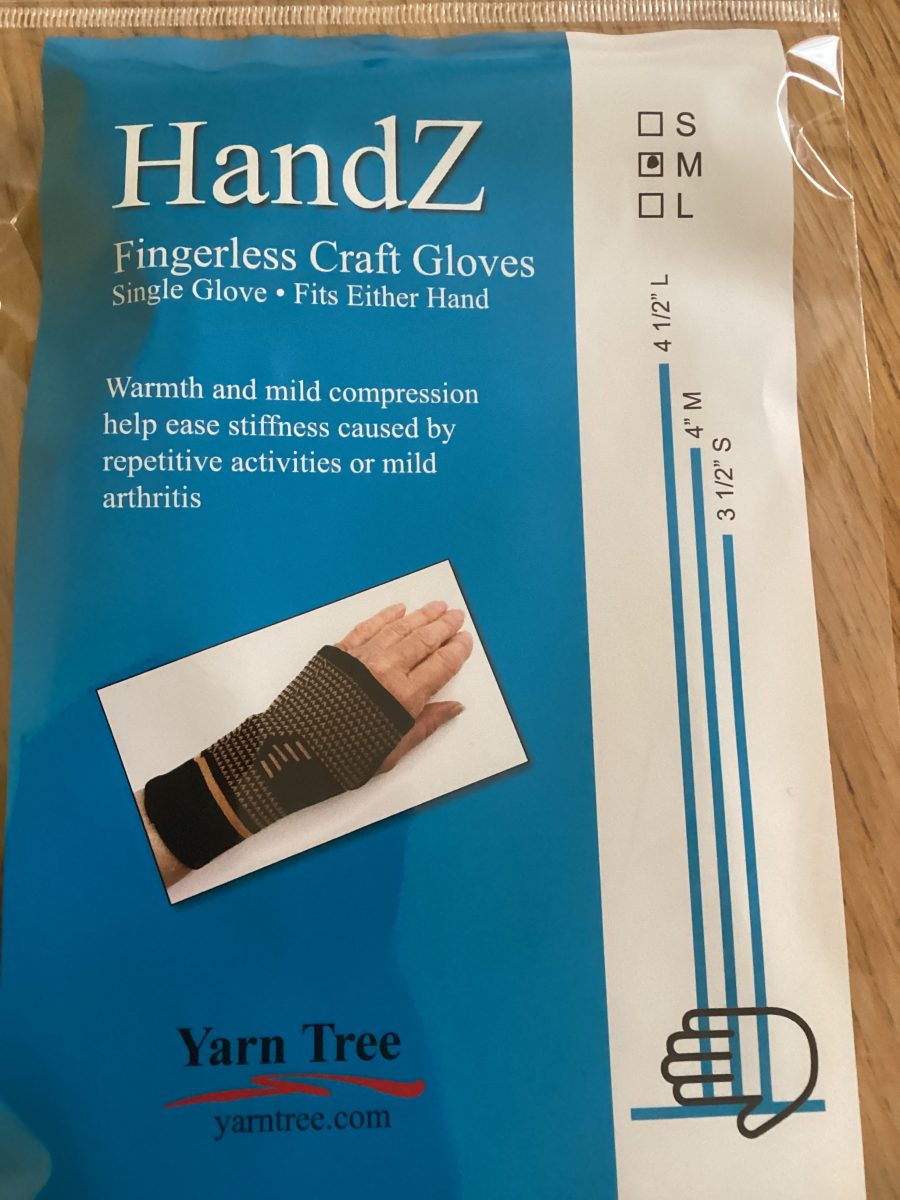 HandZ
Fingerless Craft Gloves
Single Glove • Fits Either Hand
Warmth and mild compression
help ease stiffness caused by
repetitive activities or mild
arthritis
Yarn Tree
yarntree.com
S
M
L
4 1/2” L
4” M
3 1/2” S